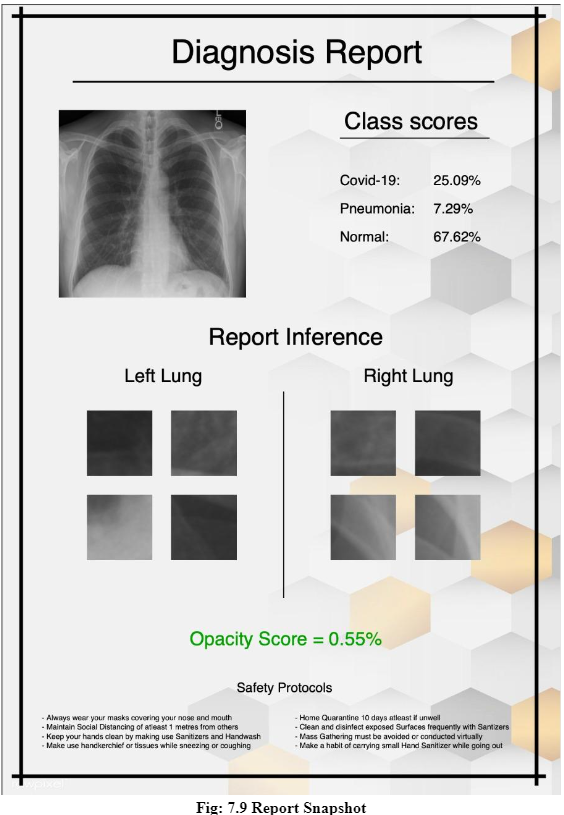 Diagnosis Report
Class scores
Covid-19: 25.09%
Pneumonia: 7.29%
Normal: 67.62%
Report Inference
Left Lung
Right Lung
Opacity Score = 0.55%
Safety Protocols
- Always wear your masks covering your nose and mouth
- Maintain Social Distancing of atleast 1 metres from others
- Keep your hands clean by making use Sanitizers and Handwash
- Make use handkerchief or tissues while sneezing or coughing
- Home Quarantine 10 days atleast if unwell
- Clean and disinfect exposed Surfaces frequently with Santizers
- Mass Gathering must be avoided or conducted virtually
- Make a habit of carrying small Hand Sanitizer while going out
Fig: 7.9 Report Snapshot